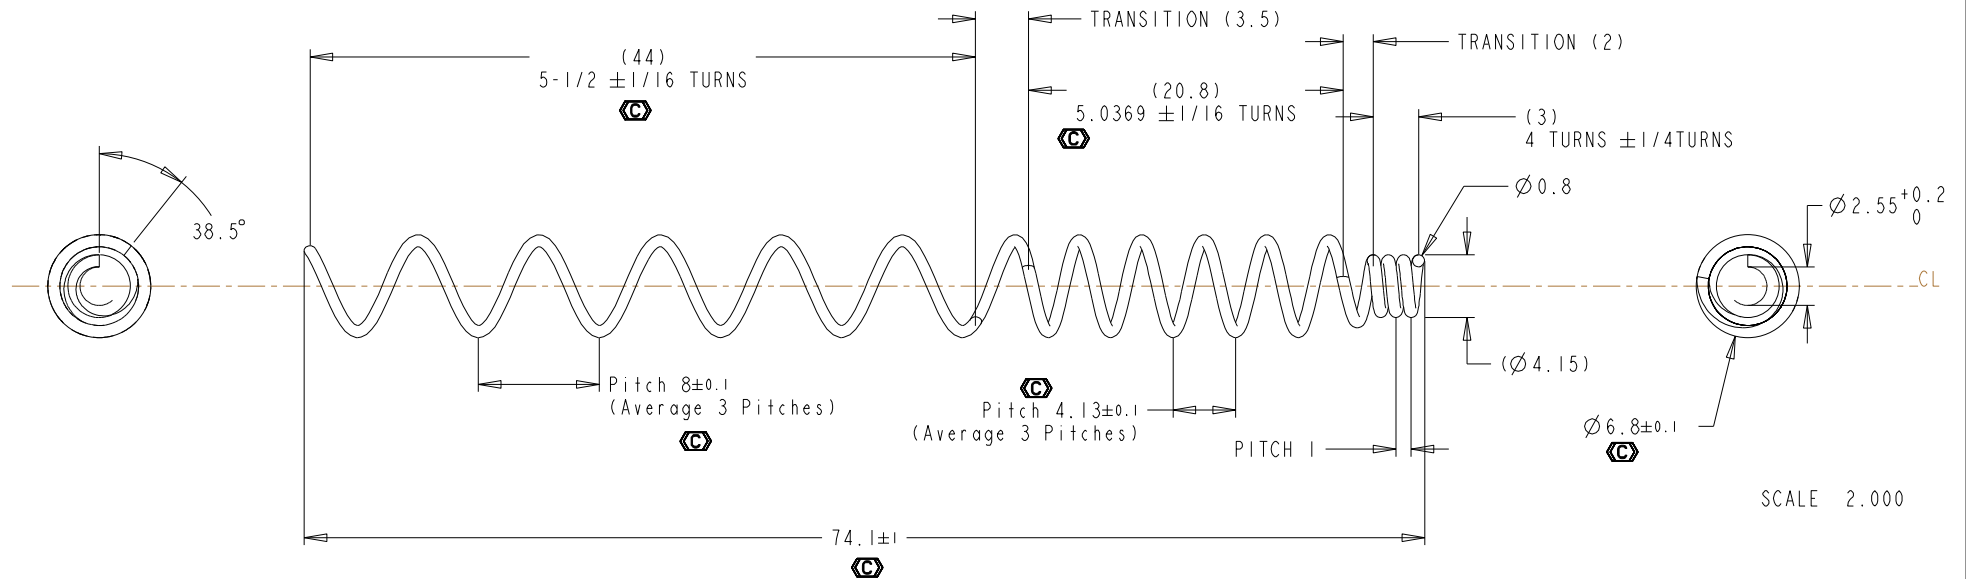 TRANSITION (3.5)
TRANSITION (2)
(44)
5-1/2 ±1/16 TURNS
C
(20.8)
5.0369 ±1/16 TURNS
C
(3)
4 TURNS ±1/4TURNS
Ø0.8
Ø2.55 +0.2
0
38.5°
CL
(Ø4.15)
Pitch 8±0.1
(Average 3 Pitches)
C
C
Pitch 4.13±0.1
(Average 3 Pitches)
PITCH 1
Ø6.8±0.1
C
SCALE 2.000
74.1±1
C